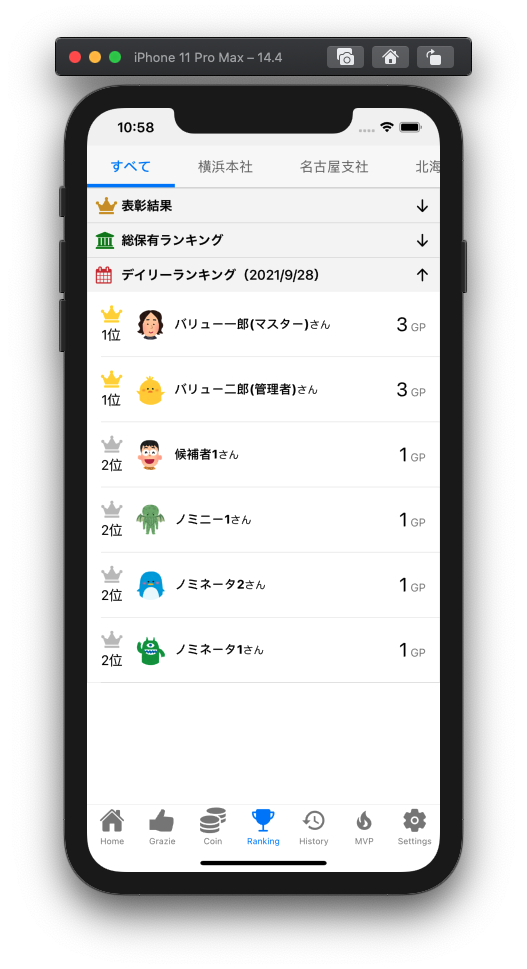 iPhone 11 Pro Max – 14.4
10:58
すべて 横浜本社 名古屋支社 北海
表彰結果
総保有ランキング
デイリーランキング（2021/9/28）
1位 バリュー一郎(マスター)さん 3 GP
1位 バリュー二郎(管理者)さん 3 GP
2位 候補者1さん 1 GP
2位 ノミニー1さん 1 GP
2位 ノミネータ2さん 1 GP
2位 ノミネータ1さん 1 GP
Home Grazie Coin Ranking History MVP Settings